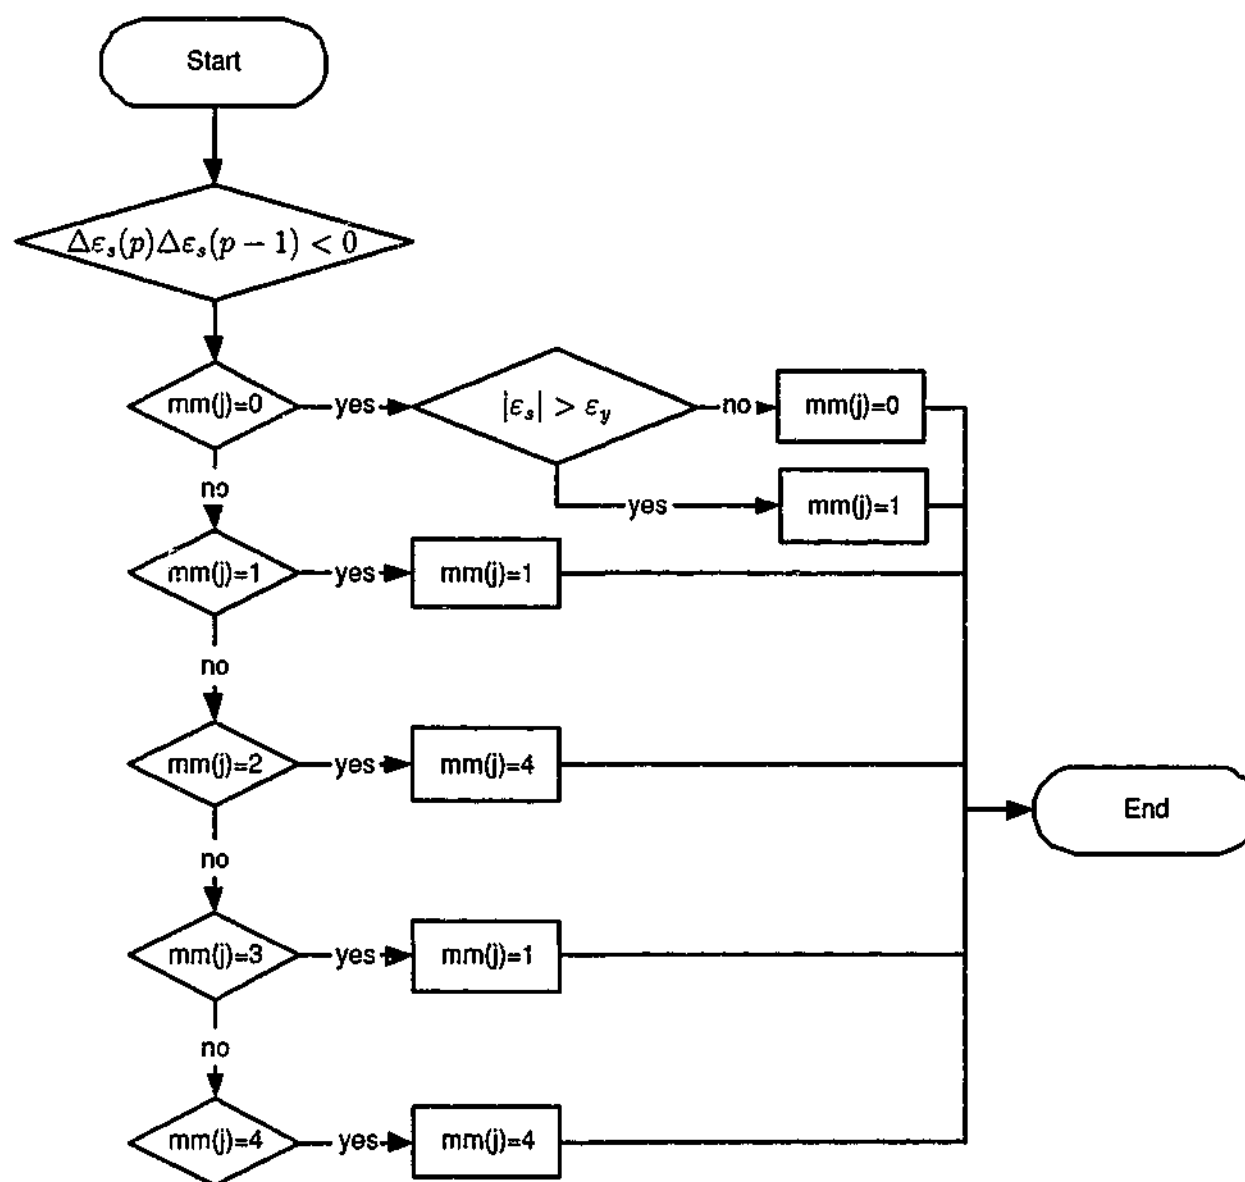 Start
Δε_s(p)Δε_s(p − 1) < 0
mm(j)=0
yes
|ε_s| > ε_y
no
mm(j)=0
no
yes
mm(j)=1
mm(j)=1
yes
mm(j)=1
no
mm(j)=2
yes
mm(j)=4
End
no
mm(j)=3
yes
mm(j)=1
no
mm(j)=4
yes
mm(j)=4